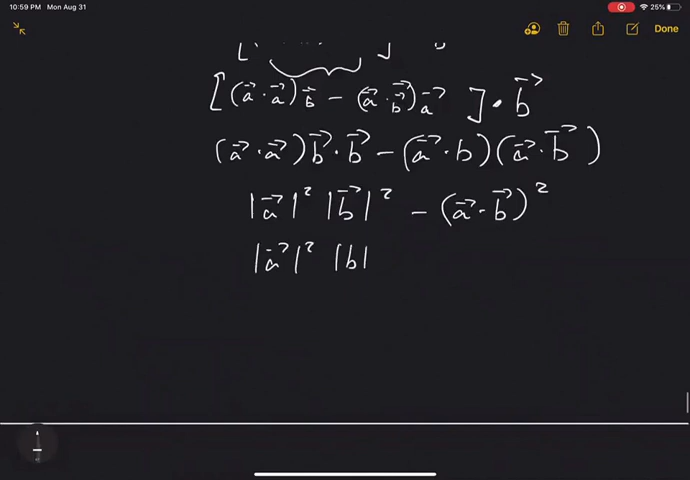 10:59 PM Mon Aug 31 25%
Done
[(a⃗·a⃗)b⃗ − (a⃗·b⃗)a⃗ ]·b⃗
(a⃗·a⃗)b⃗·b⃗ − (a⃗·b)(a⃗·b⃗)
|a⃗|² |b⃗|² − (a⃗·b⃗)²
|a⃗|² |b|